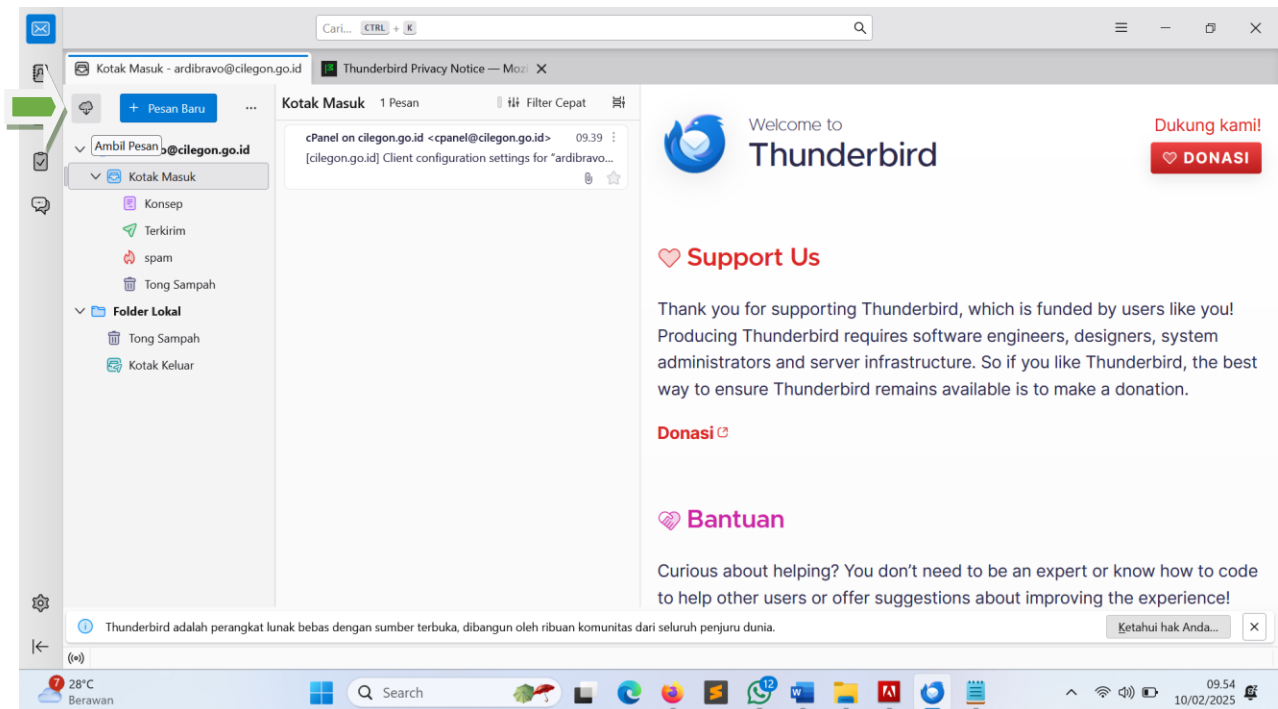 Cari... CTRL + K
Kotak Masuk - ardibravo@cilegon.go.id
Thunderbird Privacy Notice — Mozi
+ Pesan Baru
...
Ambil Pesan
o@cilegon.go.id
Kotak Masuk
Konsep
Terkirim
spam
Tong Sampah
Folder Lokal
Tong Sampah
Kotak Keluar
Kotak Masuk 1 Pesan Filter Cepat
cPanel on cilegon.go.id <cpanel@cilegon.go.id> 09.39
[cilegon.go.id] Client configuration settings for “ardibravo...
Welcome to
Thunderbird
Dukung kami!
DONASI
Support Us
Thank you for supporting Thunderbird, which is funded by users like you!
Producing Thunderbird requires software engineers, designers, system
administrators and server infrastructure. So if you like Thunderbird, the best
way to ensure Thunderbird remains available is to make a donation.
Donasi
Bantuan
Curious about helping? You don’t need to be an expert or know how to code
to help other users or offer suggestions about improving the experience!
Thunderbird adalah perangkat lunak bebas dengan sumber terbuka, dibangun oleh ribuan komunitas dari seluruh penjuru dunia.
Ketahui hak Anda...
7
28°C
Berawan
Search
12
09.54
10/02/2025